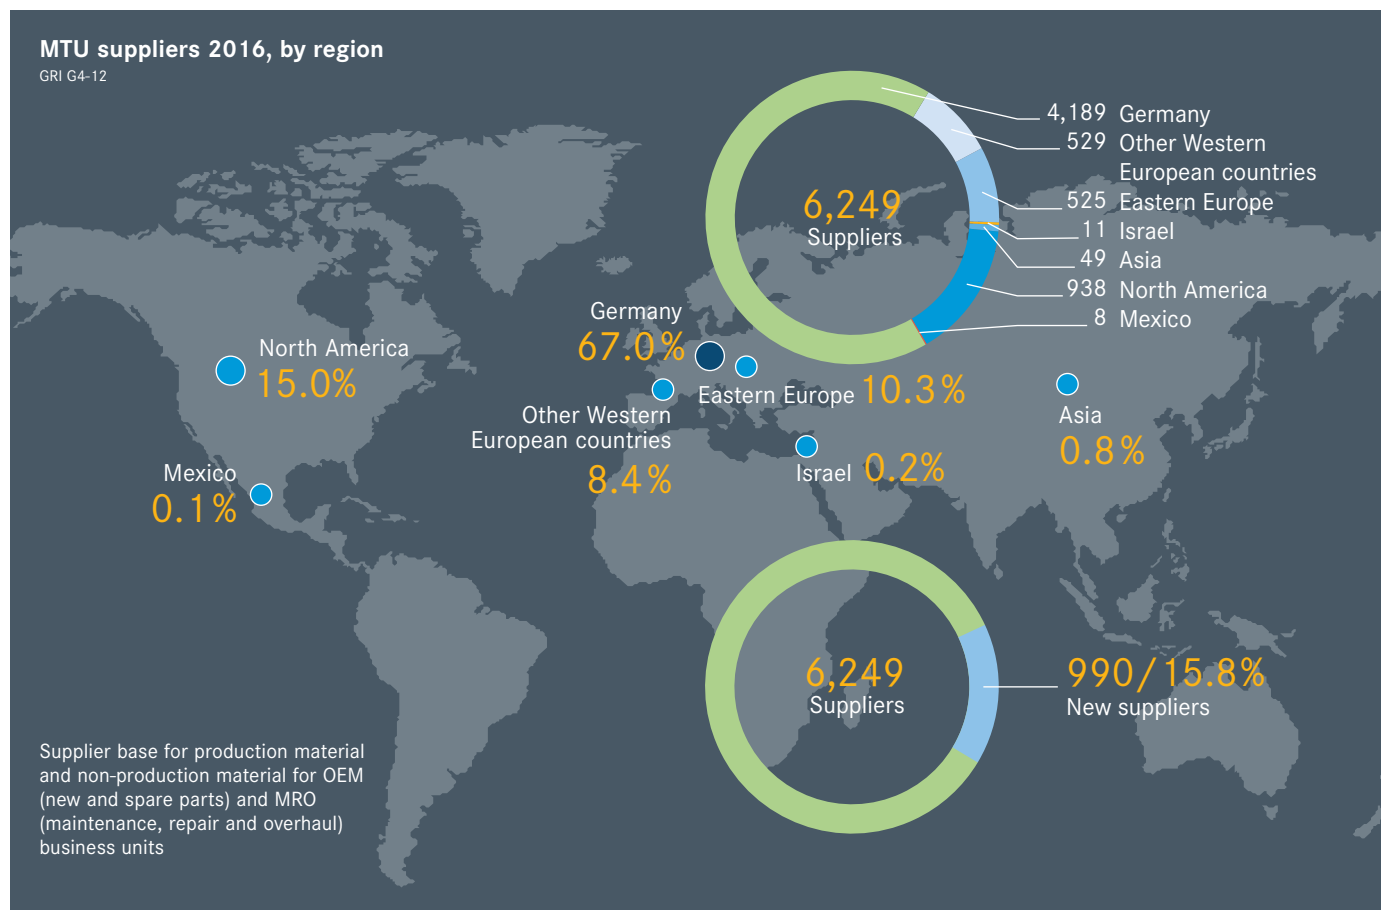 MTU suppliers 2016, by region
GRI G4-12
4,189 Germany
529 Other Western
European countries
525 Eastern Europe
11 Israel
49 Asia
938 North America
8 Mexico
6,249
Suppliers
Germany
67.0%
North America
15.0%
Eastern Europe 10.3%
Other Western
European countries
8.4%
Asia
0.8%
Israel 0.2%
Mexico
0.1%
6,249
Suppliers
990/15.8%
New suppliers
Supplier base for production material
and non-production material for OEM
(new and spare parts) and MRO
(maintenance, repair and overhaul)
business units